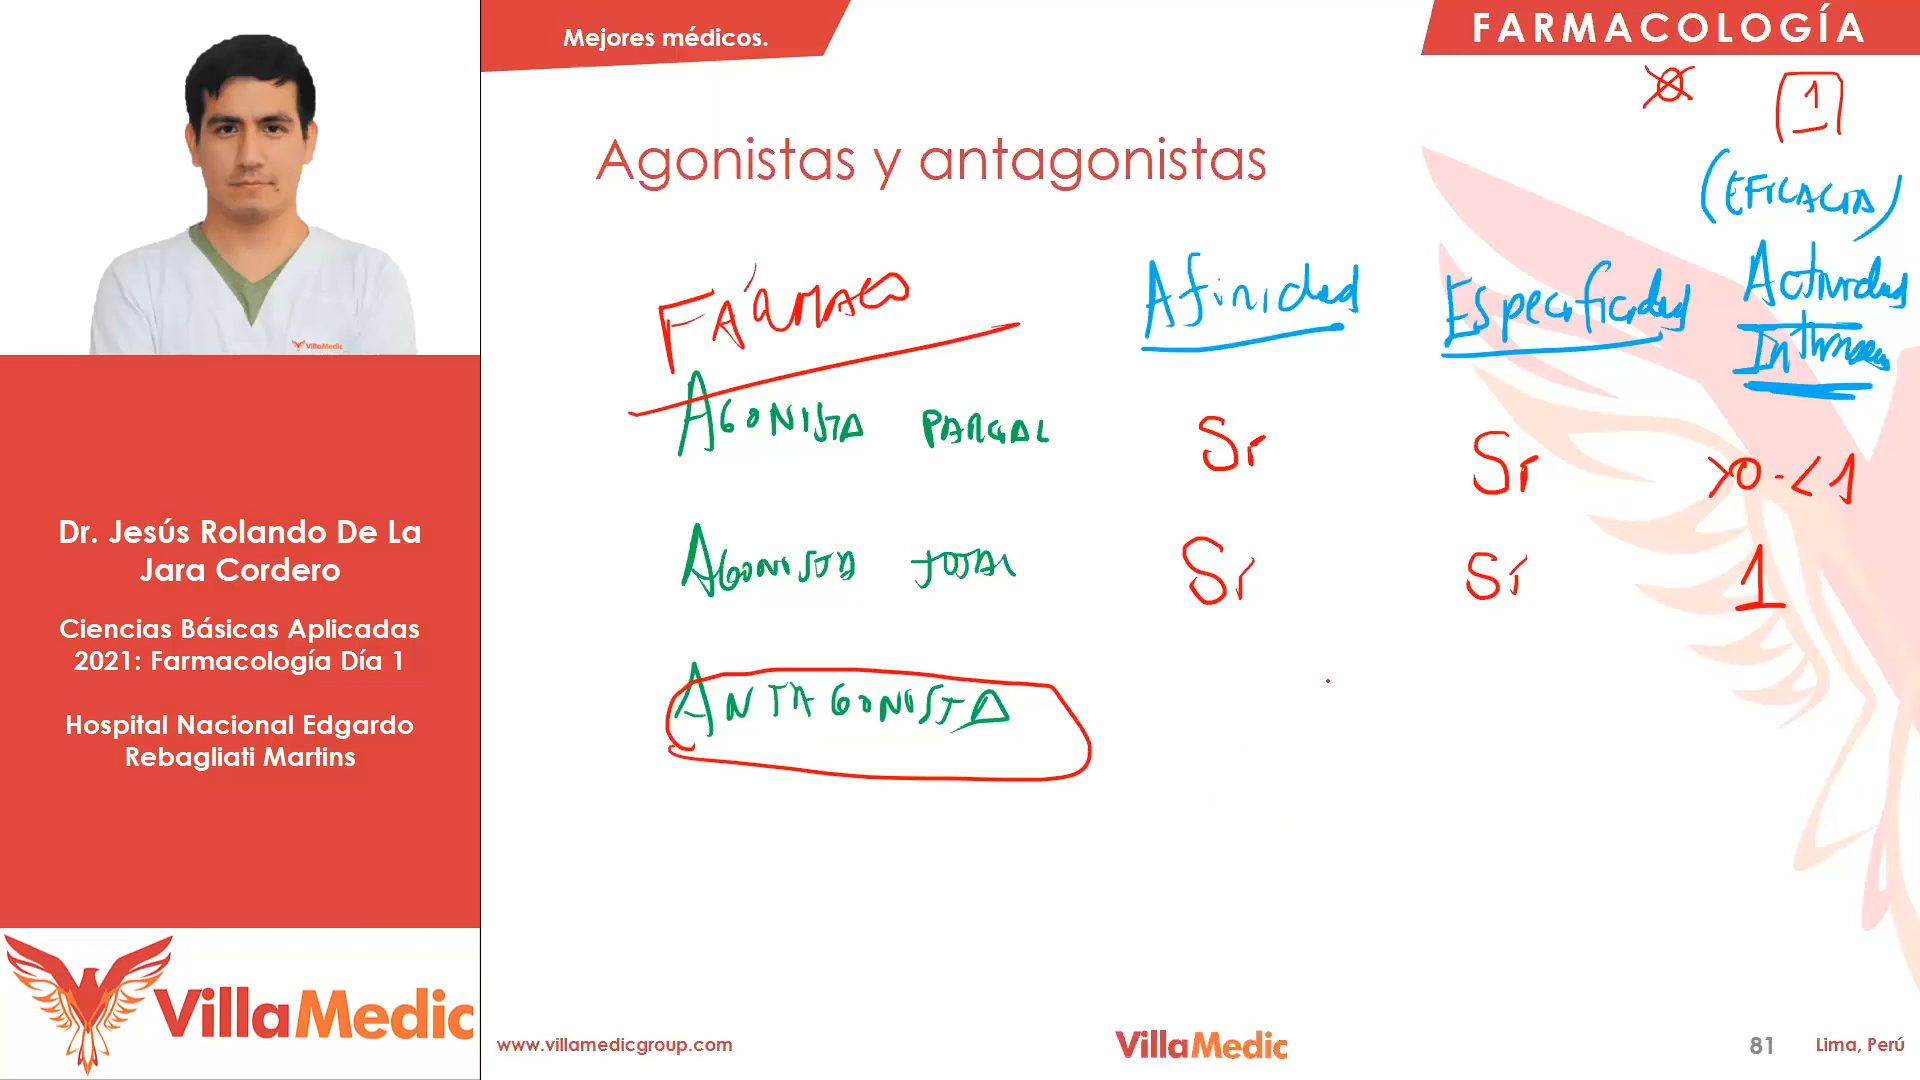 Mejores médicos.
FARMACOLOGÍA
1
Agonistas y antagonistas
(EFICACIA)
Fármaco
Afinidad
Especificidad
Actividad
Intrínseca
AGONISTA PARCIAL
Sí
Sí
>0 - <1
AGONISTA TOTAL
Sí
Sí
1
ANTAGONISTA
VillaMedic
Dr. Jesús Rolando De La
Jara Cordero
Ciencias Básicas Aplicadas
2021: Farmacología Día 1
Hospital Nacional Edgardo
Rebagliati Martins
VillaMedic
www.villamedicgroup.com
VillaMedic
81
Lima, Perú